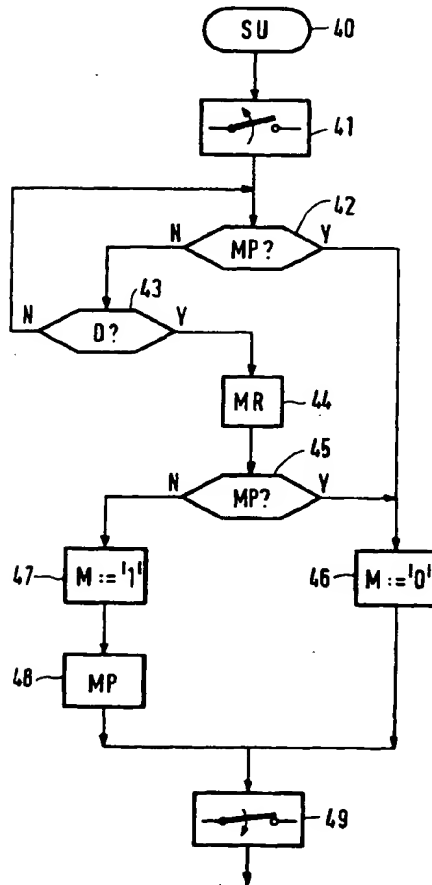 SU 40
41
N MP? Y 42
N D? Y 43
MR 44
N MP? Y 45
47 M := '1'
46 M := '0'
48 MP
49